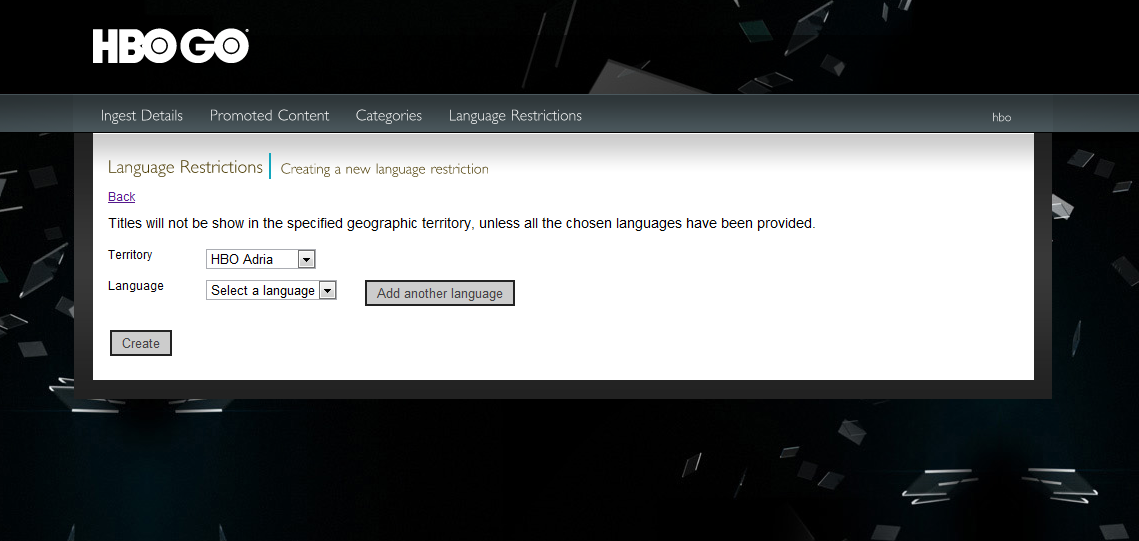 HBO GO
Ingest Details Promoted Content Categories Language Restrictions hbo
Language Restrictions Creating a new language restriction
Back
Titles will not be show in the specified geographic territory, unless all the chosen languages have been provided.
Territory HBO Adria
Language Select a language Add another language
Create